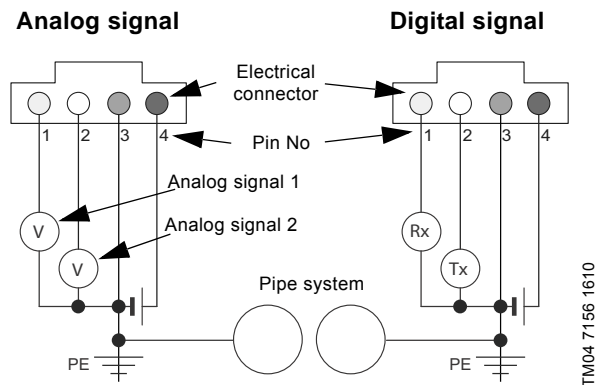 Analog signal
Digital signal
Electrical
connector
1 2 3 4
1 2 3 4
Pin No
Analog signal 1
Analog signal 2
V
V
Rx
Tx
Pipe system
PE
PE
TM04 7156 1610